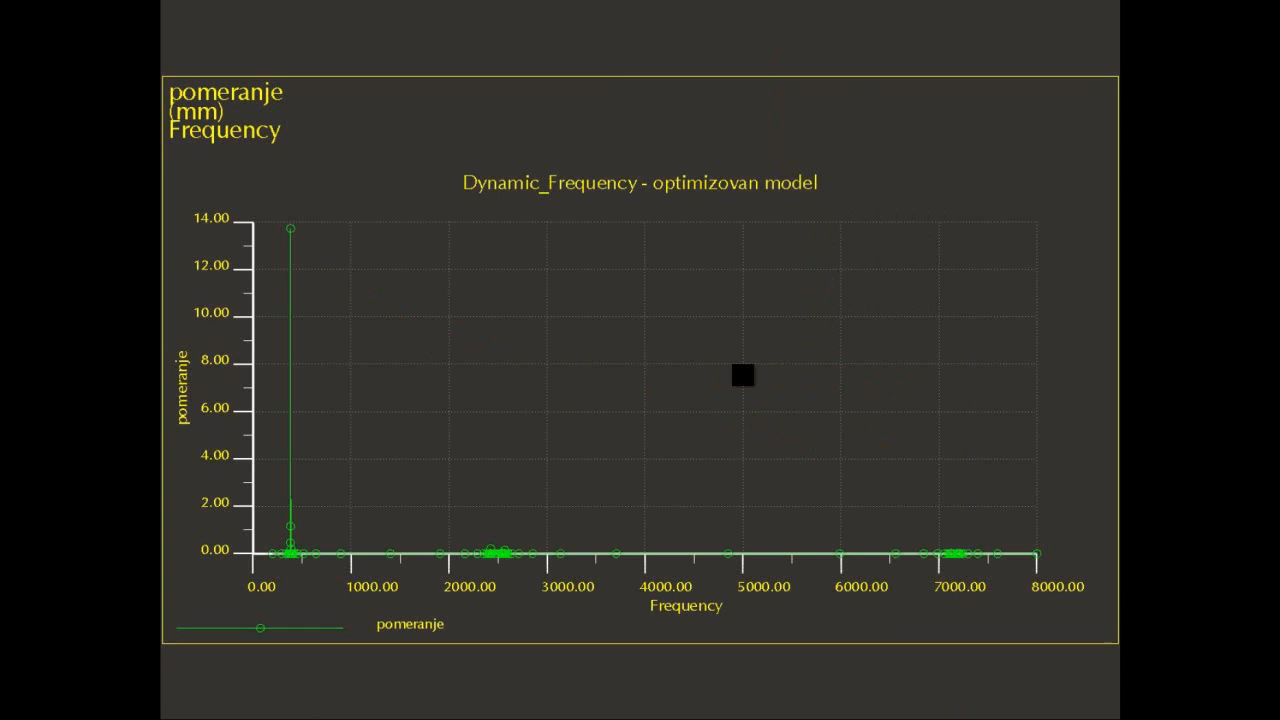 pomeranje
(mm)
Frequency
Dynamic_Frequency - optimizovan model
14.00
12.00
10.00
8.00
6.00
4.00
2.00
0.00
pomeranje
0.00 1000.00 2000.00 3000.00 4000.00 5000.00 6000.00 7000.00 8000.00
Frequency
pomeranje